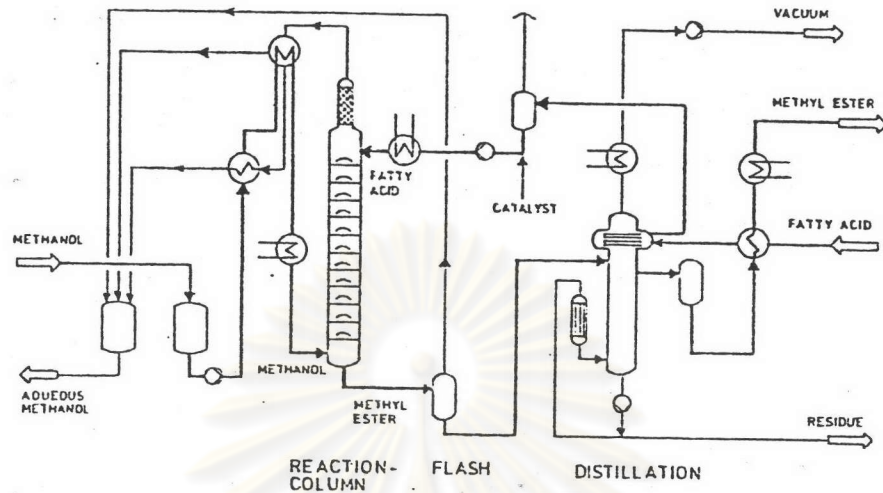 VACUUM
METHYL ESTER
FATTY
ACID
CATALYST
FATTY ACID
METHANOL
METHANOL
AQUEOUS
METHANOL
METHYL
ESTER
RESIDUE
REACTION-
COLUMN
FLASH
DISTILLATION